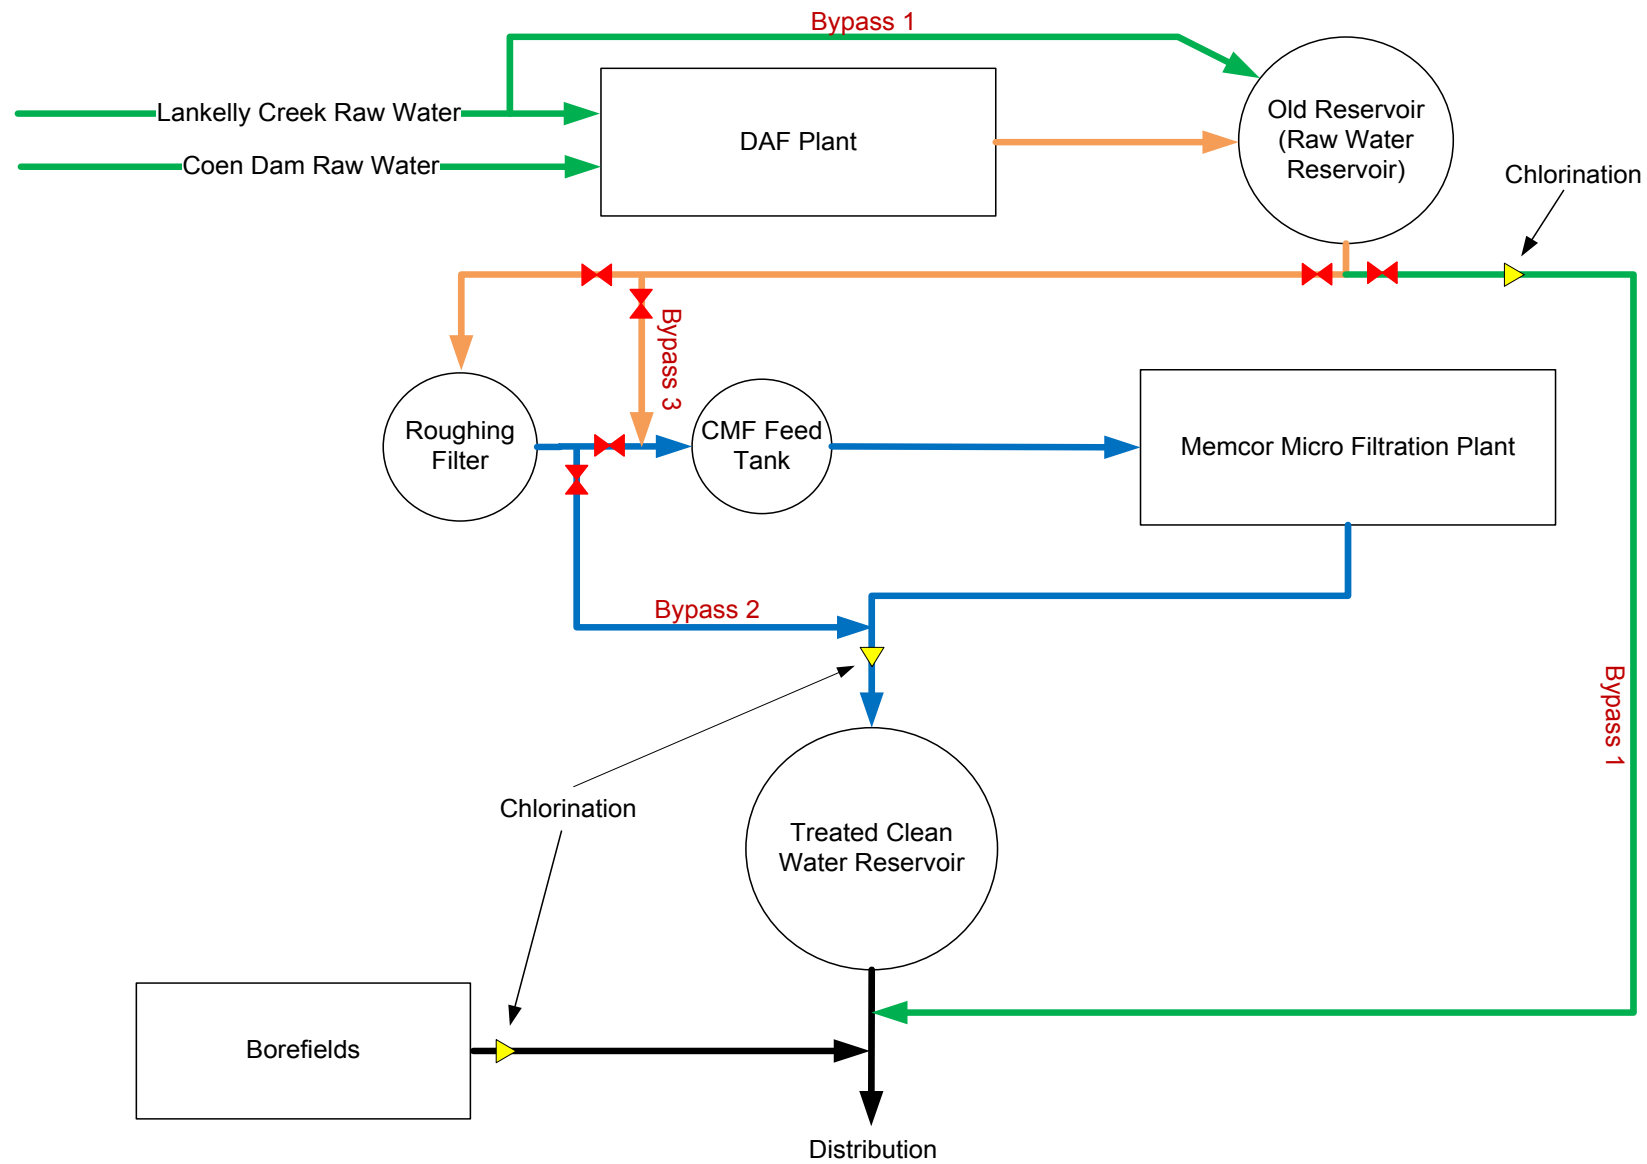 Bypass 1
Lankelly Creek Raw Water
Coen Dam Raw Water
DAF Plant
Old Reservoir
(Raw Water
Reservoir)
Chlorination
Bypass 3
Roughing
Filter
CMF Feed
Tank
Memcor Micro Filtration Plant
Bypass 2
Bypass 1
Chlorination
Treated Clean
Water Reservoir
Borefields
Distribution